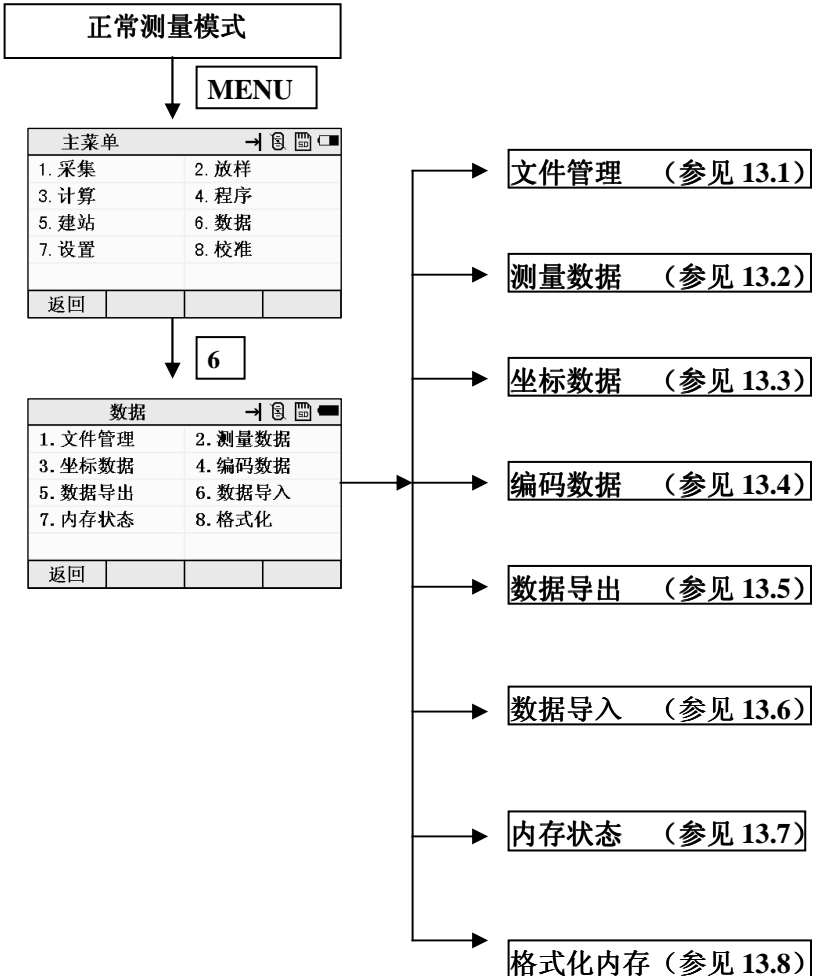 正常测量模式
MENU
主菜单
SD
1. 采集 2. 放样
3. 计算 4. 程序
5. 建站 6. 数据
7. 设置 8. 校准
返回
6
数据
SD
1. 文件管理 2. 测量数据
3. 坐标数据 4. 编码数据
5. 数据导出 6. 数据导入
7. 内存状态 8. 格式化
返回
文件管理 （参见 13.1）
测量数据 （参见 13.2）
坐标数据 （参见 13.3）
编码数据 （参见 13.4）
数据导出 （参见 13.5）
数据导入 （参见 13.6）
内存状态 （参见 13.7）
格式化内存（参见 13.8）